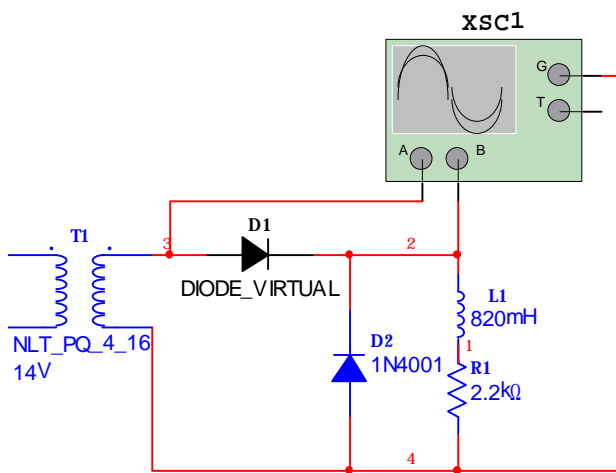 xsc1
G
T
A
B
T1
3
D1
2
DIODE_VIRTUAL
L1
820mH
NLT_PQ_4_16
14V
D2
1N4001
1
R1
2.2kΩ
4